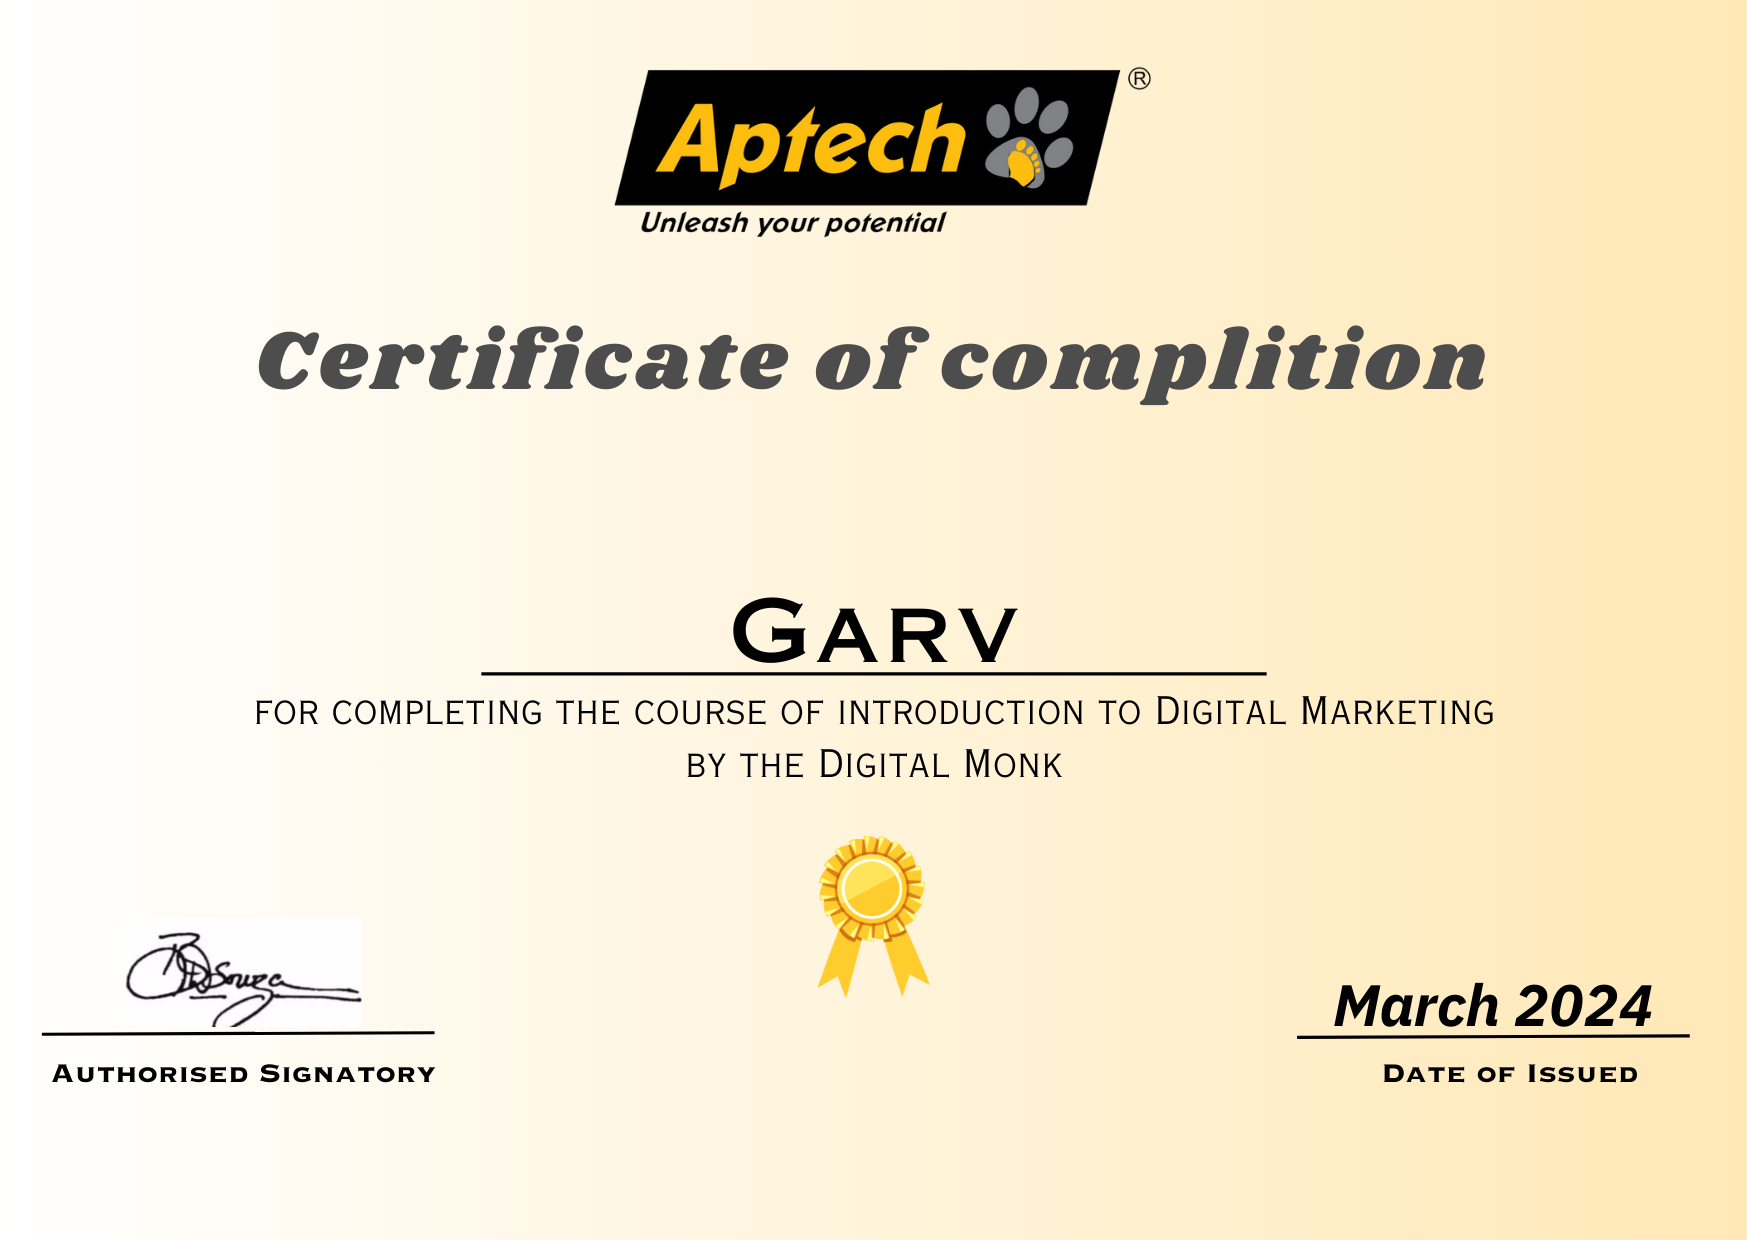 Aptech ®
Unleash your potential
Certificate of complition
Garv
for completing the course of introduction to Digital Marketing
by the Digital Monk
DSouza
March 2024
Authorised Signatory
Date of Issued